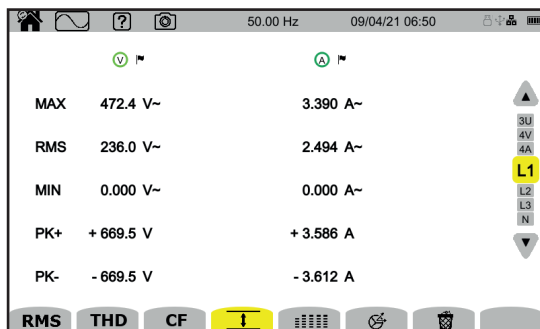 ? 50.00 Hz 09/04/21 06:50
V A
MAX 472.4 V~ 3.390 A~
3U
4V
RMS 236.0 V~ 2.494 A~
4A
L1
MIN 0.000 V~ 0.000 A~
L2
L3
N
PK+ + 669.5 V + 3.586 A
PK- - 669.5 V - 3.612 A
RMS THD CF